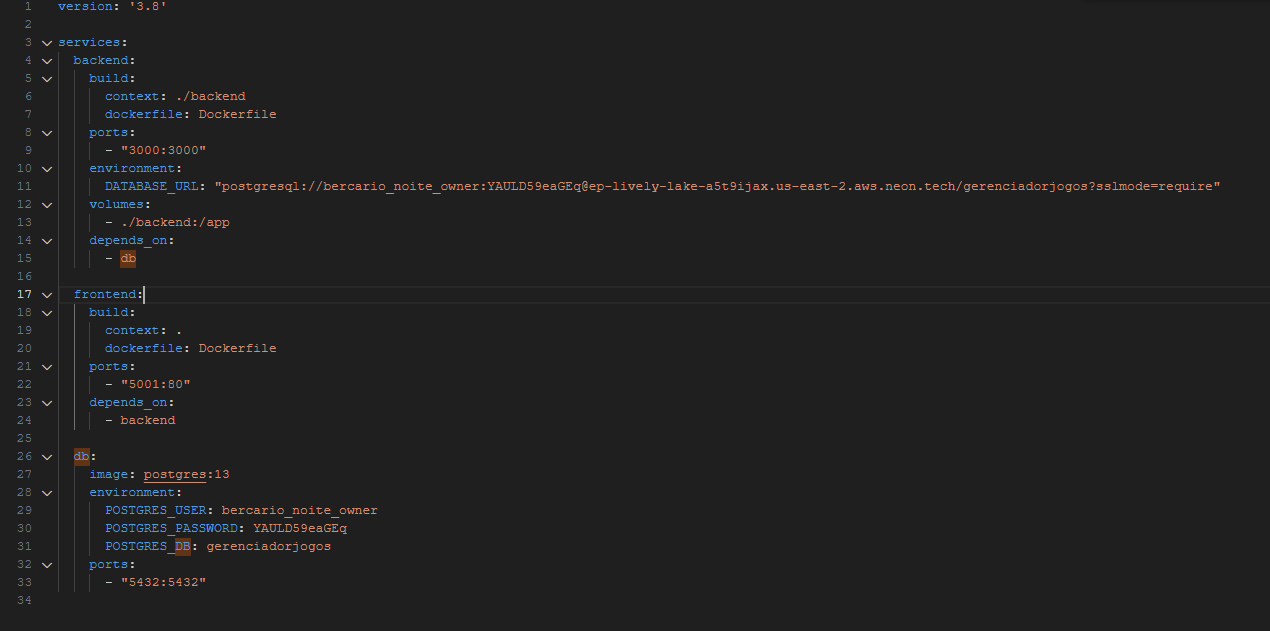 1 version: '3.8'
2
3 services:
4 backend:
5 build:
6 context: ./backend
7 dockerfile: Dockerfile
8 ports:
9 - "3000:3000"
10 environment:
11 DATABASE_URL: "postgresql://bercario_noite_owner:YAULD59eaGEq@ep-lively-lake-a5t9ijax.us-east-2.aws.neon.tech/gerenciadorjogos?sslmode=require"
12 volumes:
13 - ./backend:/app
14 depends_on:
15 - db
16
17 frontend:
18 build:
19 context: .
20 dockerfile: Dockerfile
21 ports:
22 - "5001:80"
23 depends_on:
24 - backend
25
26 db:
27 image: postgres:13
28 environment:
29 POSTGRES_USER: bercario_noite_owner
30 POSTGRES_PASSWORD: YAULD59eaGEq
31 POSTGRES_DB: gerenciadorjogos
32 ports:
33 - "5432:5432"
34